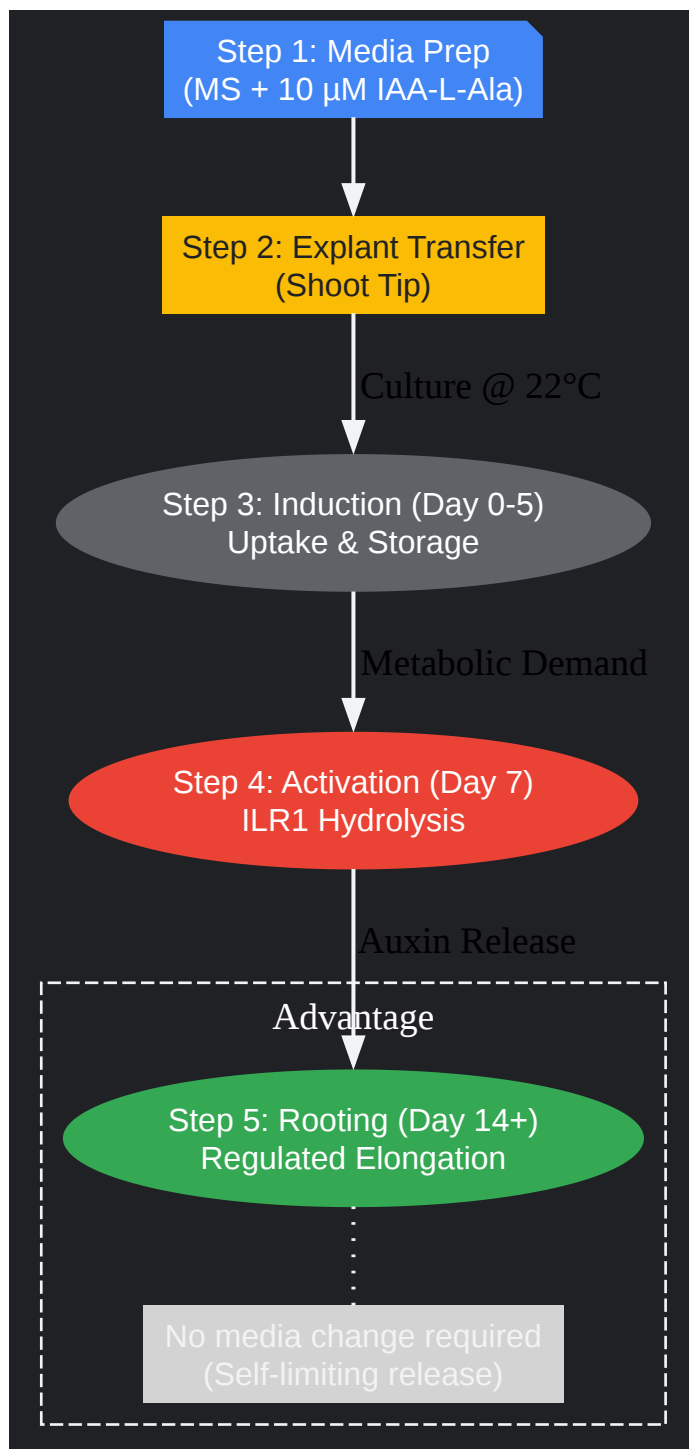 Step 1: Media Prep
(MS + 10 µM IAA-L-Ala)
Step 2: Explant Transfer
(Shoot Tip)
Culture @ 22°C
Step 3: Induction (Day 0-5)
Uptake & Storage
Metabolic Demand
Step 4: Activation (Day 7)
ILR1 Hydrolysis
Auxin Release
Advantage
Step 5: Rooting (Day 14+)
Regulated Elongation
No media change required
(Self-limiting release)